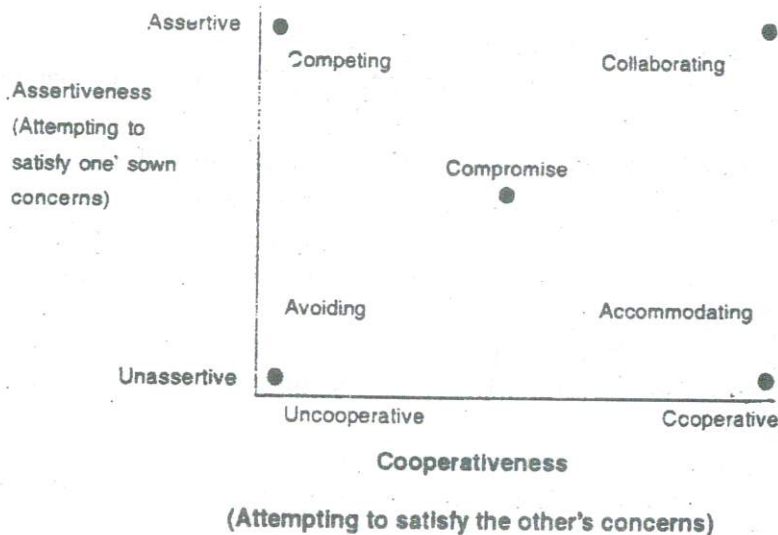 Assertive
Competing
Collaborating
Assertiveness
(Attempting to
satisfy one' sown
concerns)
Compromise
Avoiding
Accommodating
Unassertive
Uncooperative
Cooperative
Cooperativeness
(Attempting to satisfy the other's concerns)